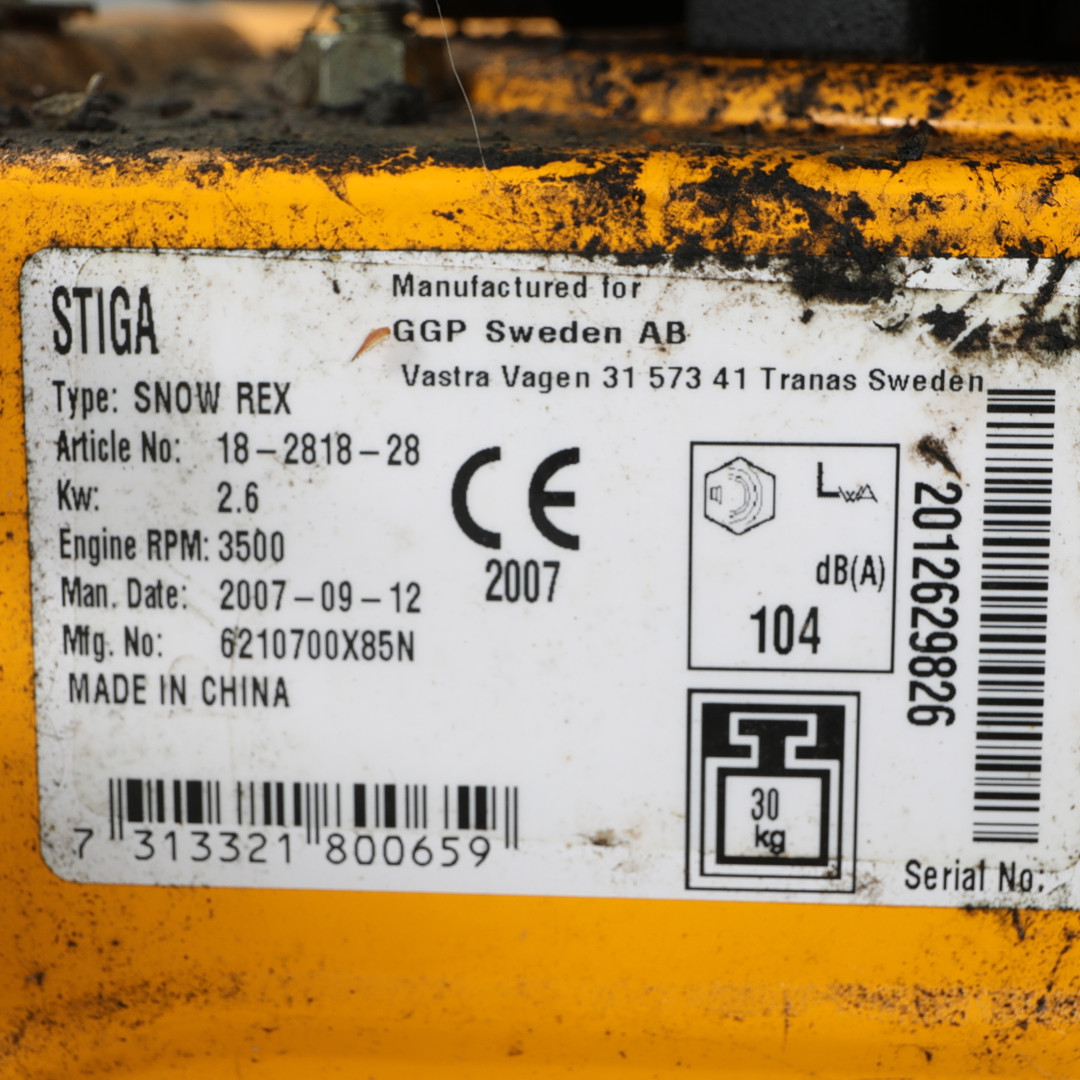 STIGA
Manufactured for
GGP Sweden AB
Vastra Vagen 31 573 41 Tranas Sweden
Type: SNOW REX
Article No: 18-2818-28
Kw: 2.6
Engine RPM: 3500
Man. Date: 2007-09-12
Mfg. No: 6210700X85N
MADE IN CHINA
CE
2007
LWA
dB(A)
104
30
kg
2012629826
Serial No:
7 313321 800659